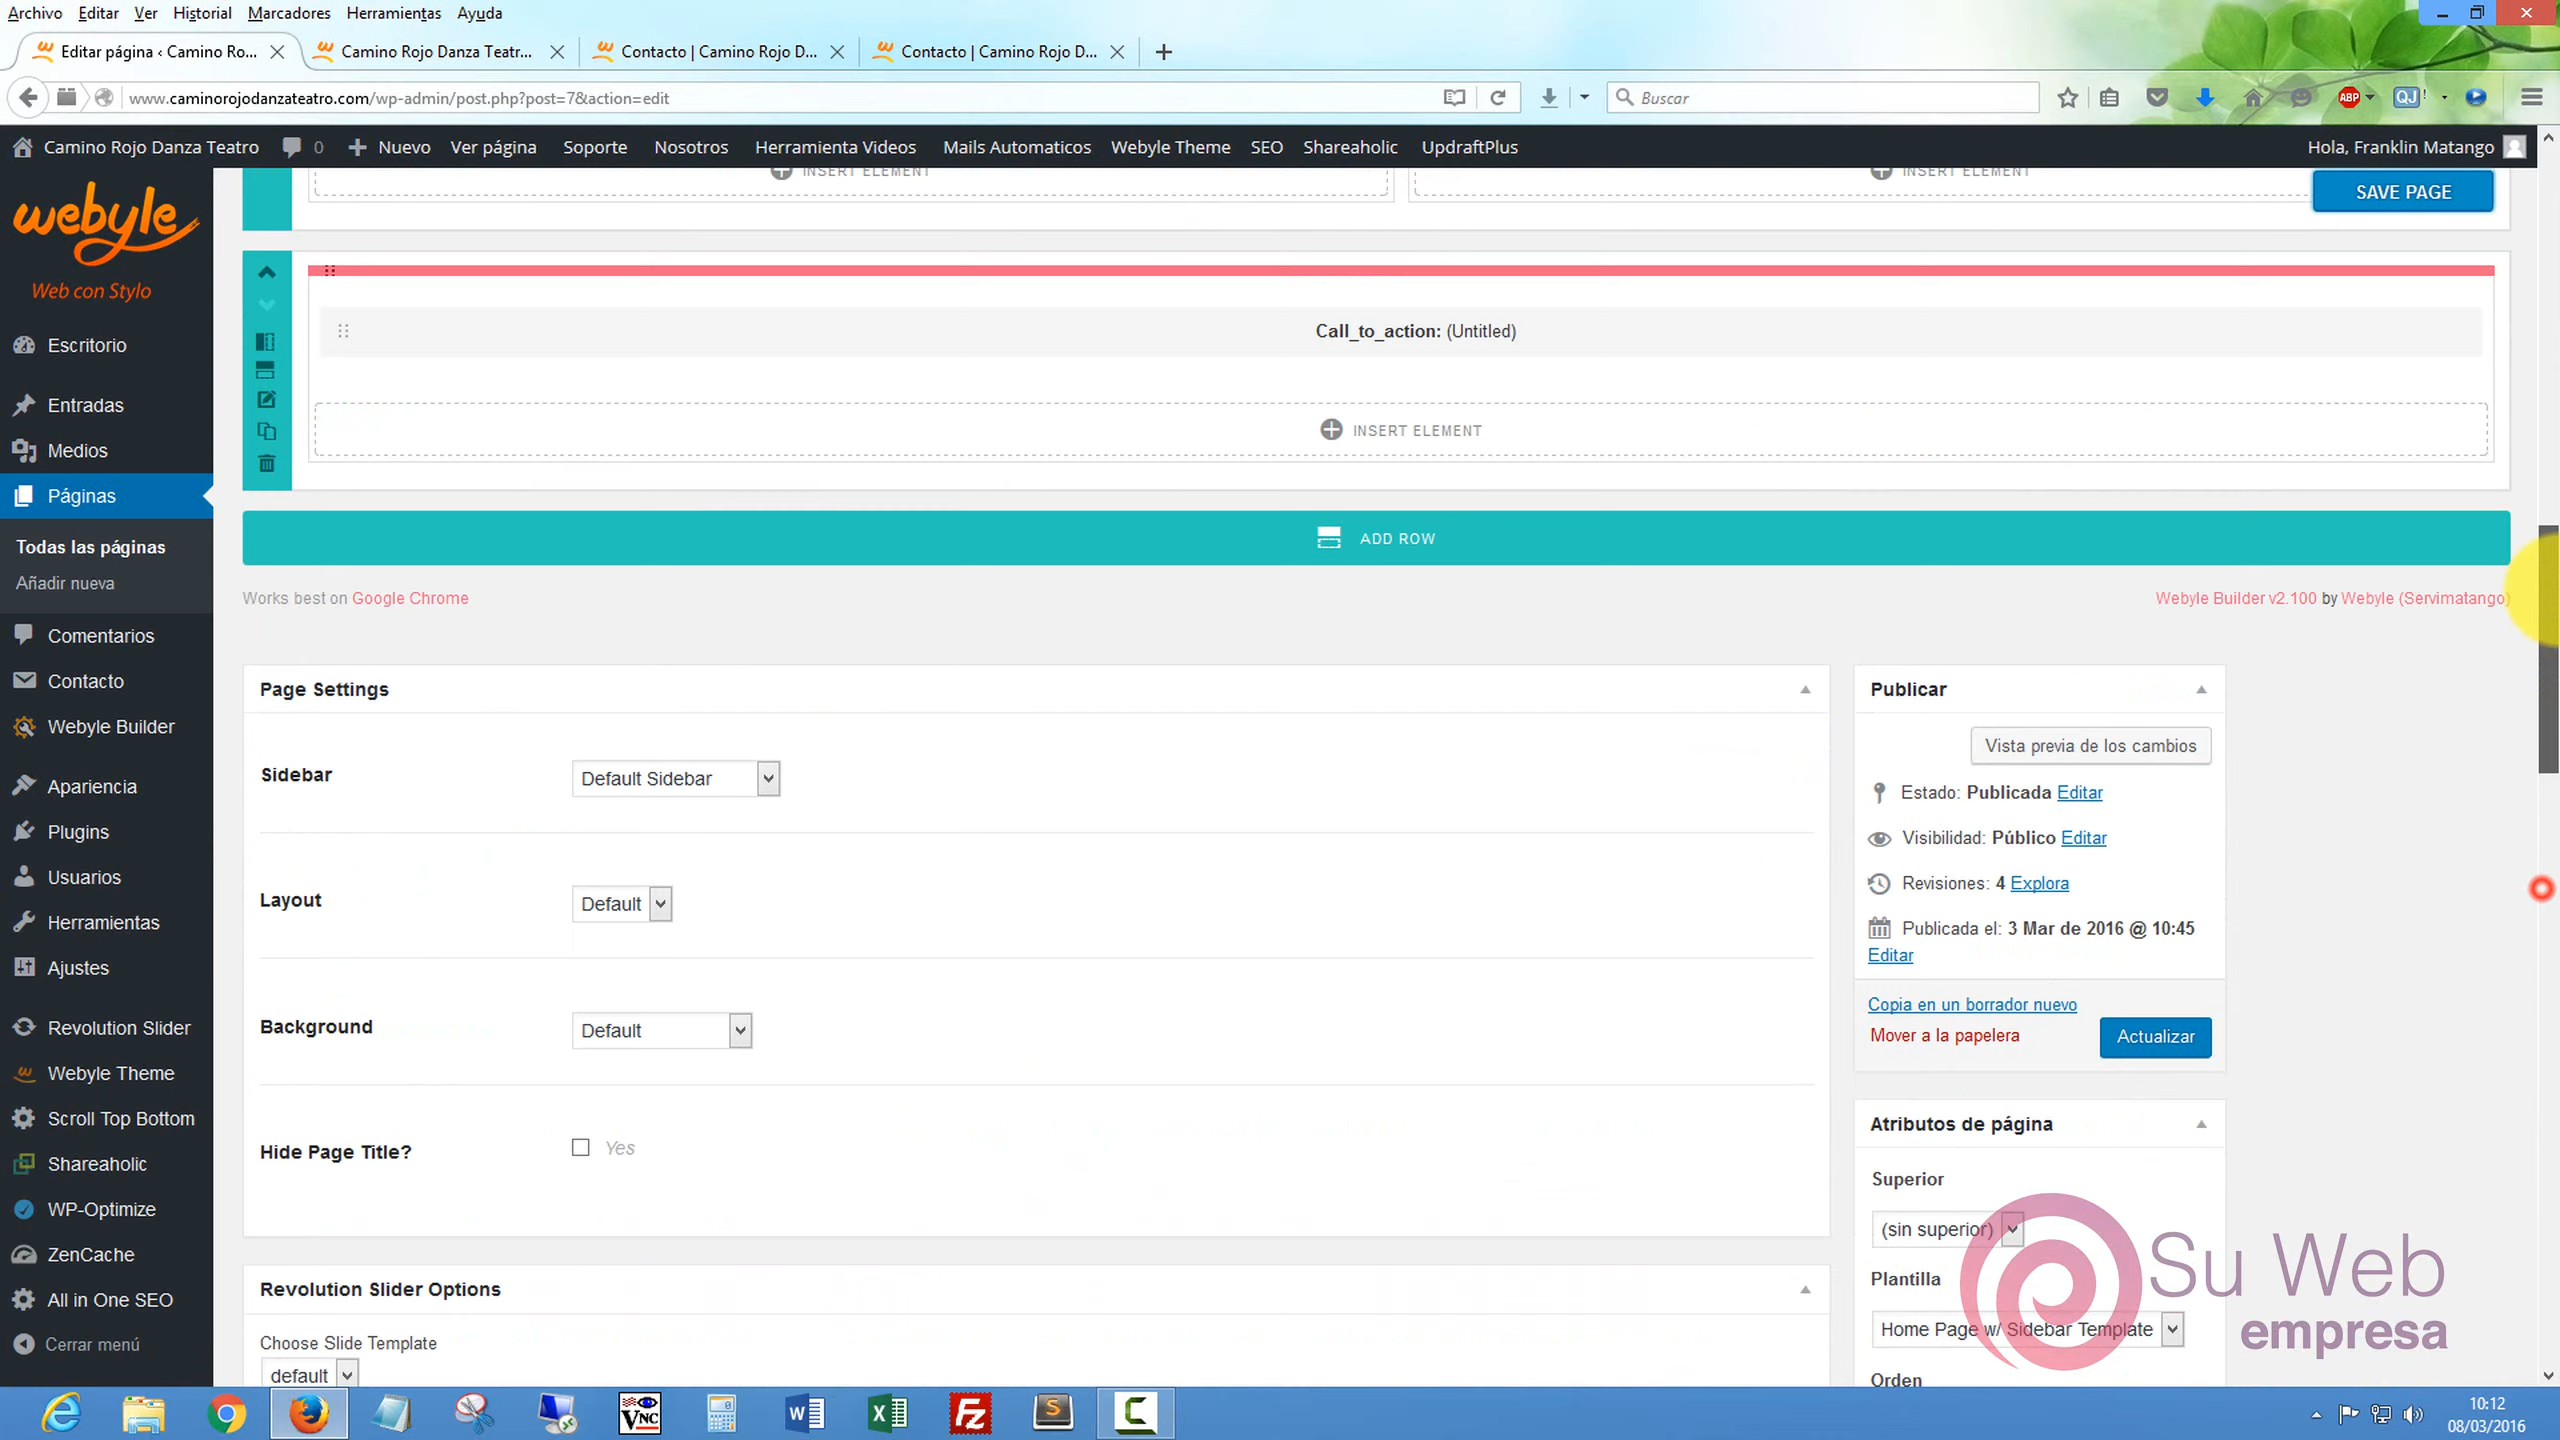 Archivo Editar Ver Historial Marcadores Herramientas Ayuda
Editar página ‹ Camino Ro... Camino Rojo Danza Teatr... Contacto | Camino Rojo D... Contacto | Camino Rojo D...
www.caminorojodanzateatro.com/wp-admin/post.php?post=7&action=edit Buscar ABP QJ !
Camino Rojo Danza Teatro 0 Nuevo Ver página Soporte Nosotros Herramienta Videos Mails Automaticos Webyle Theme SEO Shareaholic UpdraftPlus Hola, Franklin Matango
INSERT ELEMENT INSERT ELEMENT
SAVE PAGE
webyle
Web con Stylo
Call_to_action: (Untitled)
INSERT ELEMENT
ADD ROW
Works best on Google Chrome
Webyle Builder v2.100 by Webyle (Servimatango)
Escritorio
Entradas
Medios
Páginas
Todas las páginas
Añadir nueva
Comentarios
Contacto
Webyle Builder
Apariencia
Plugins
Usuarios
Herramientas
Ajustes
Revolution Slider
Webyle Theme
Scroll Top Bottom
Shareaholic
WP-Optimize
ZenCache
All in One SEO
Cerrar menú
Page Settings
Sidebar Default Sidebar
Layout Default
Background Default
Hide Page Title? Yes
Revolution Slider Options
Choose Slide Template
default
Publicar
Vista previa de los cambios
Estado: Publicada Editar
Visibilidad: Público Editar
Revisiones: 4 Explora
Publicada el: 3 Mar de 2016 @ 10:45
Editar
Copia en un borrador nuevo
Mover a la papelera
Actualizar
Atributos de página
Superior
(sin superior)
Plantilla
Home Page w/ Sidebar Template
Orden
Su Web
empresa
VNC
10:12
08/03/2016